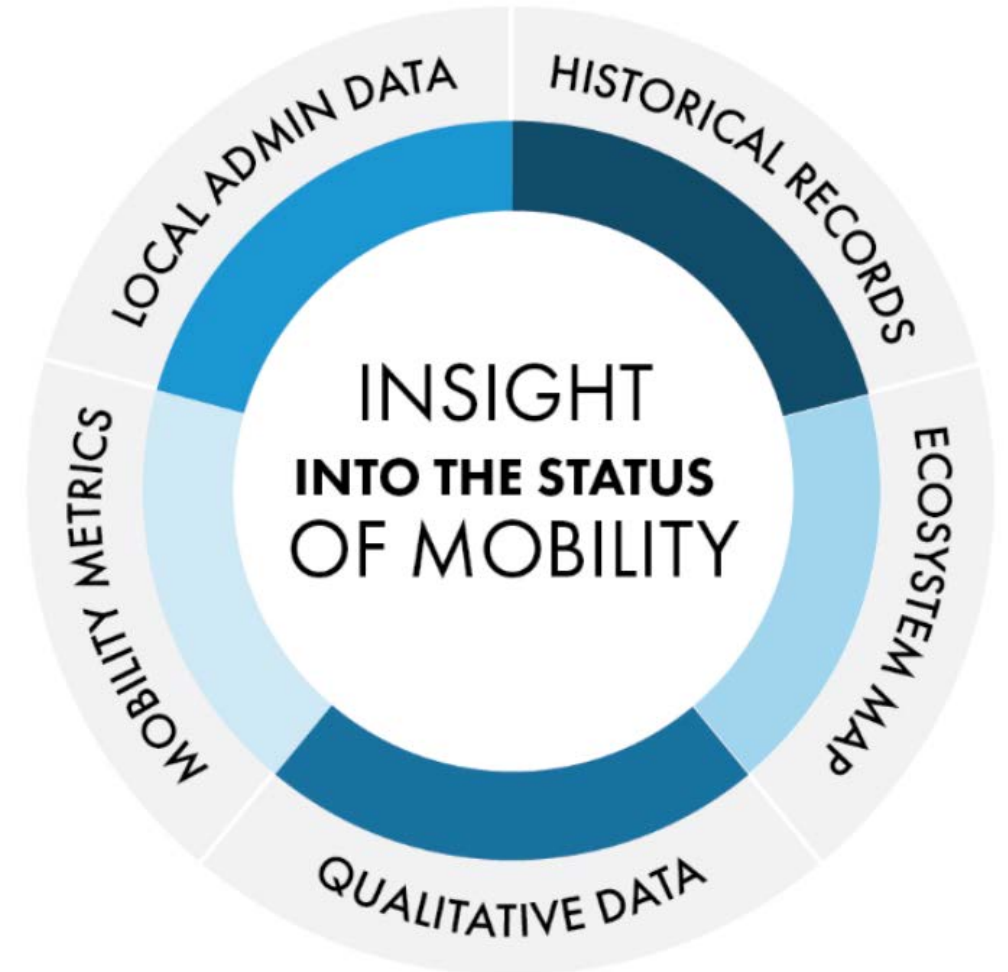 LOCAL ADMIN DATA
HISTORICAL RECORDS
ECOSYSTEM MAP
QUALITATIVE DATA
MOBILITY METRICS
INSIGHT
INTO THE STATUS
OF MOBILITY